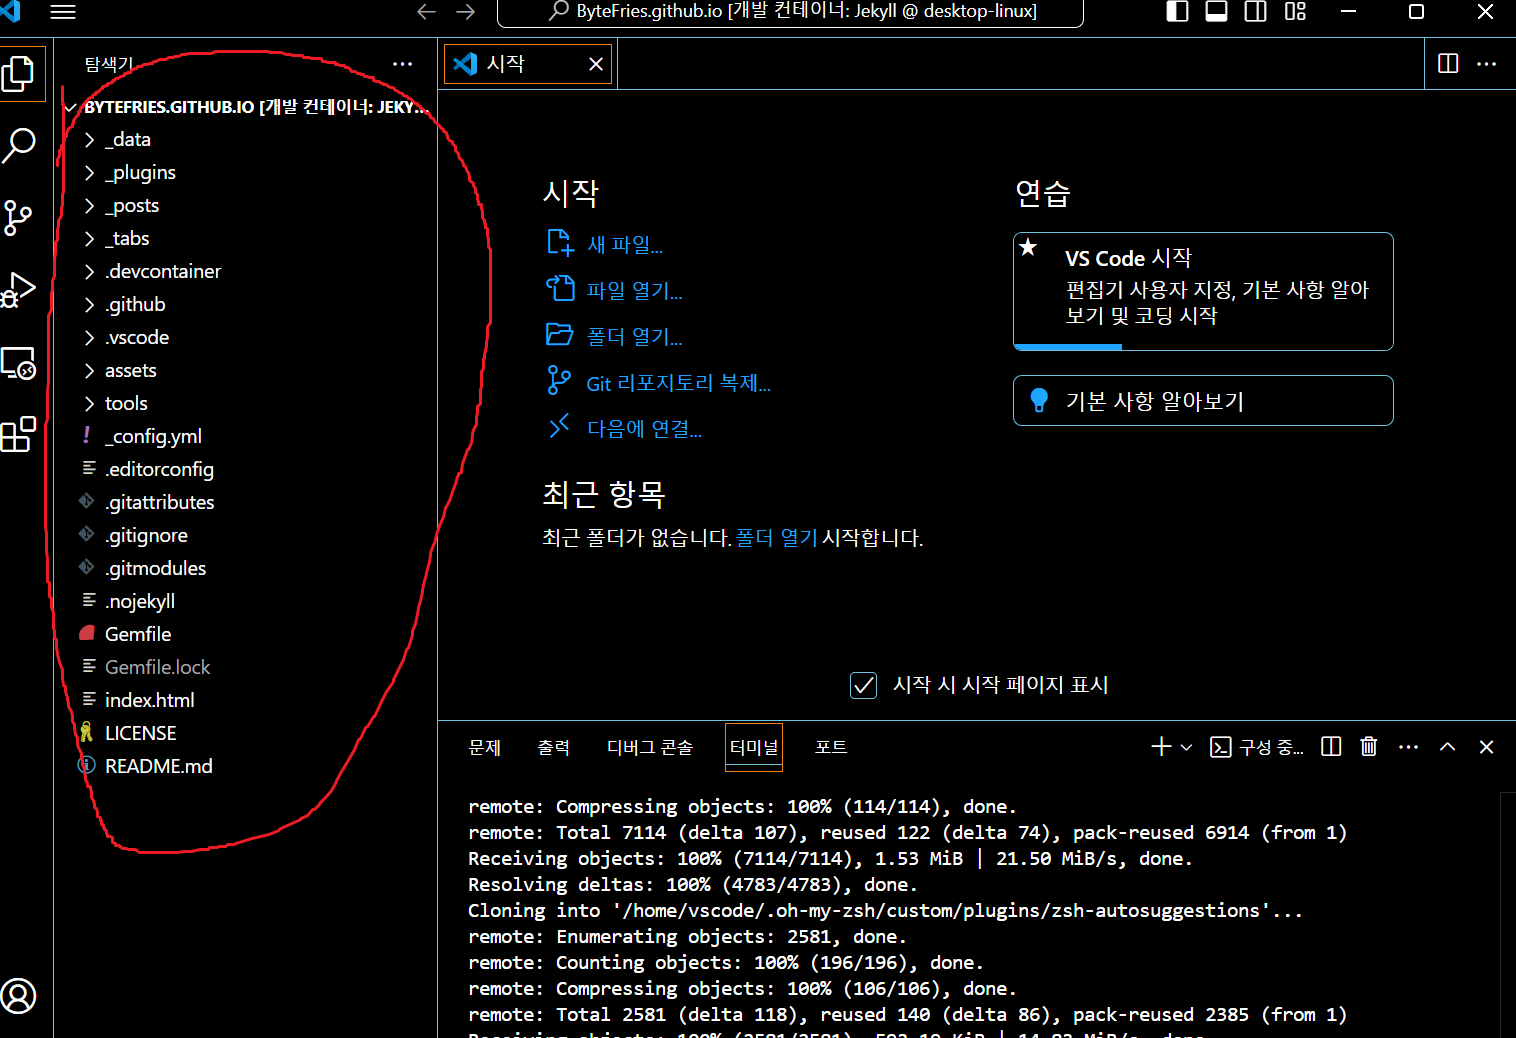 ByteFries.github.io [개발 컨테이너: Jekyll @ desktop-linux]
탐색기
시작
BYTEFRIES.GITHUB.IO [개발 컨테이너: JEKY...
_data
_plugins
_posts
_tabs
.devcontainer
.github
.vscode
assets
tools
_config.yml
.editorconfig
.gitattributes
.gitignore
.gitmodules
.nojekyll
Gemfile
Gemfile.lock
index.html
LICENSE
README.md
시작
새 파일...
파일 열기...
폴더 열기...
Git 리포지토리 복제...
다음에 연결...
최근 항목
최근 폴더가 없습니다. 폴더 열기 시작합니다.
연습
VS Code 시작
편집기 사용자 지정, 기본 사항 알아
보기 및 코딩 시작
기본 사항 알아보기
시작 시 시작 페이지 표시
문제 출력 디버그 콘솔 터미널 포트
구성 중...
remote: Compressing objects: 100% (114/114), done.
remote: Total 7114 (delta 107), reused 122 (delta 74), pack-reused 6914 (from 1)
Receiving objects: 100% (7114/7114), 1.53 MiB | 21.50 MiB/s, done.
Resolving deltas: 100% (4783/4783), done.
Cloning into '/home/vscode/.oh-my-zsh/custom/plugins/zsh-autosuggestions'...
remote: Enumerating objects: 2581, done.
remote: Counting objects: 100% (196/196), done.
remote: Compressing objects: 100% (106/106), done.
remote: Total 2581 (delta 118), reused 140 (delta 86), pack-reused 2385 (from 1)
Receiving objects: 100% (2581/2581),